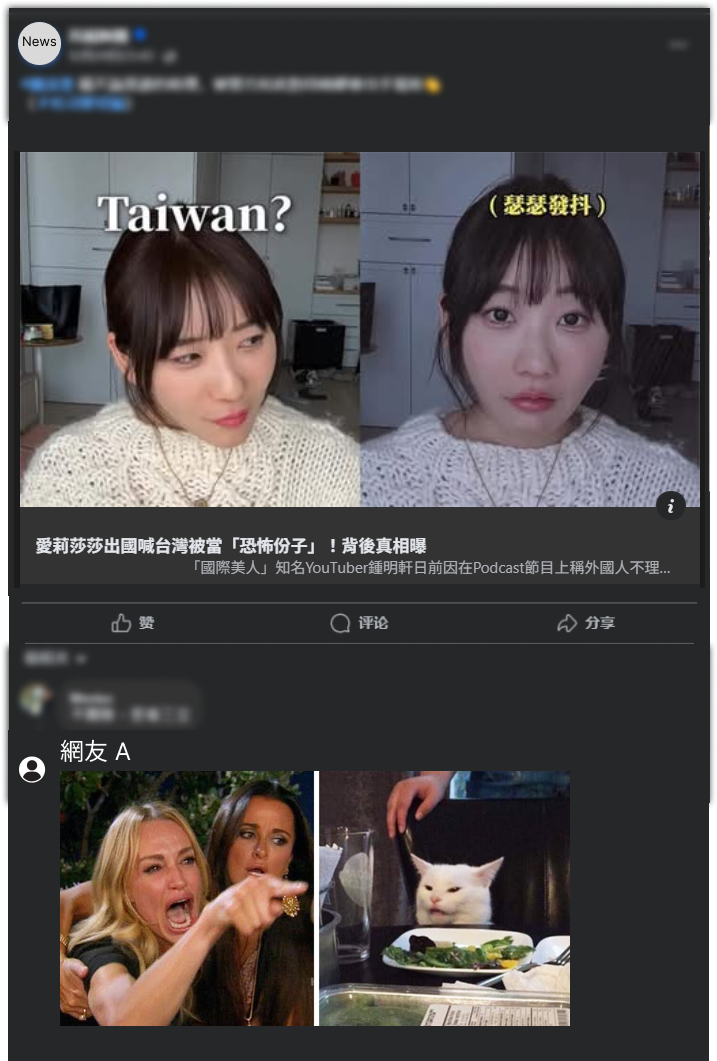 News
Taiwan?
（瑟瑟發抖）
愛莉莎莎出國喊台灣被當「恐怖份子」！背後真相曝
「國際美人」知名YouTuber鍾明軒日前因在Podcast節目上稱外國人不理...
赞
评论
分享
網友 A